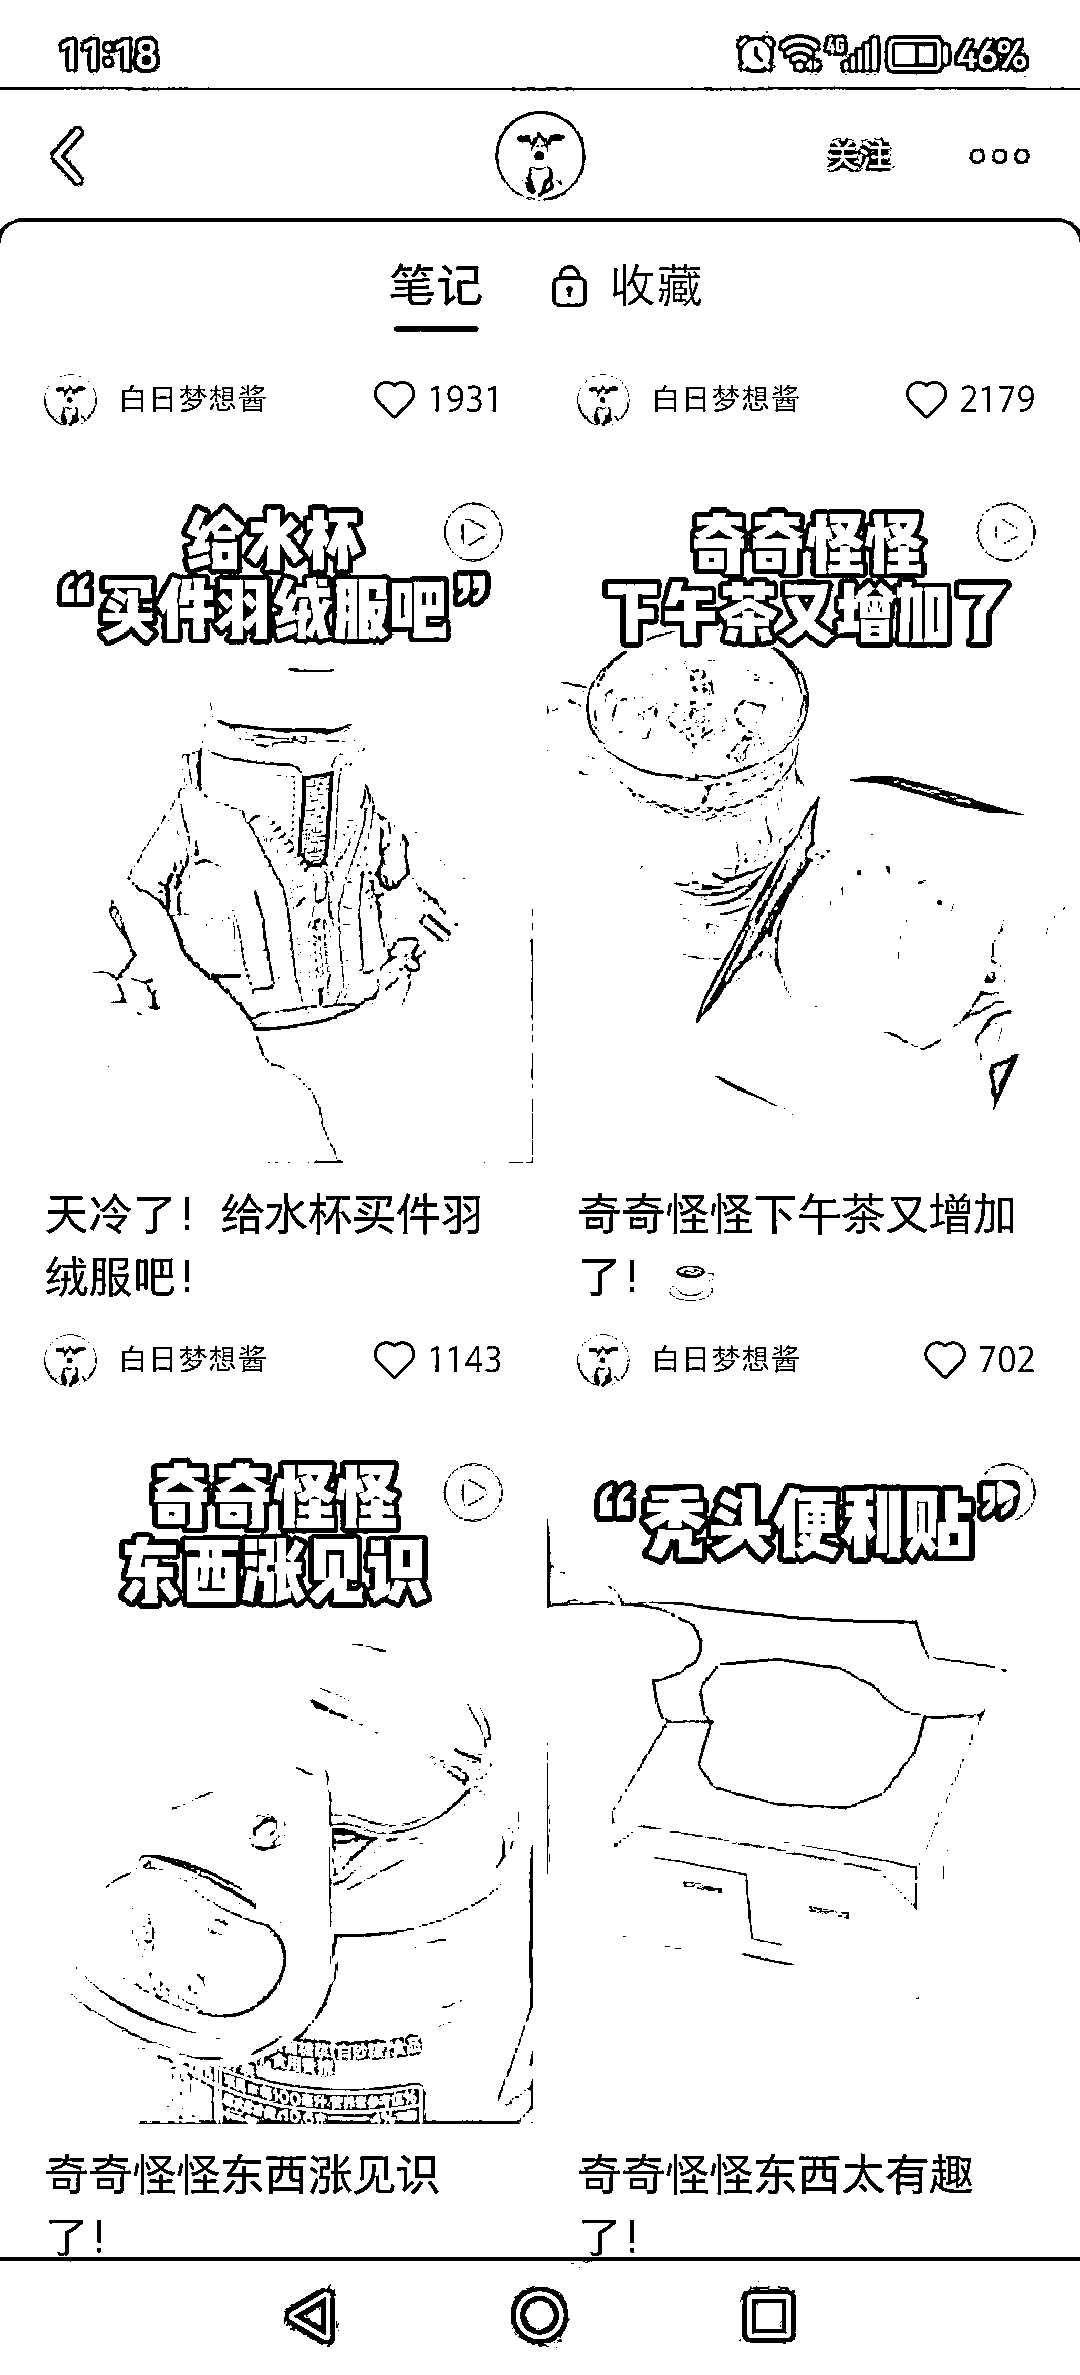 11:18
4G
46%
关注
笔记
收藏
白日梦想酱
1931
白日梦想酱
2179
给水杯
“买件羽绒服吧”
奇奇怪怪
下午茶又增加了
天冷了！给水杯买件羽
绒服吧！
奇奇怪怪下午茶又增加
了！
白日梦想酱
1143
白日梦想酱
702
奇奇怪怪
东西涨见识
“秃头便利贴”
奇奇怪怪东西涨见识
了！
奇奇怪怪东西太有趣
了！